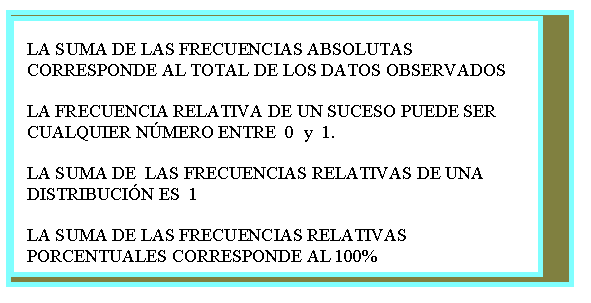 LA SUMA DE LAS FRECUENCIAS ABSOLUTAS
CORRESPONDE AL TOTAL DE LOS DATOS OBSERVADOS
LA FRECUENCIA RELATIVA DE UN SUCESO PUEDE SER
CUALQUIER NÚMERO ENTRE 0 y 1.
LA SUMA DE LAS FRECUENCIAS RELATIVAS DE UNA
DISTRIBUCIÓN ES 1
LA SUMA DE LAS FRECUENCIAS RELATIVAS
PORCENTUALES CORRESPONDE AL 100%